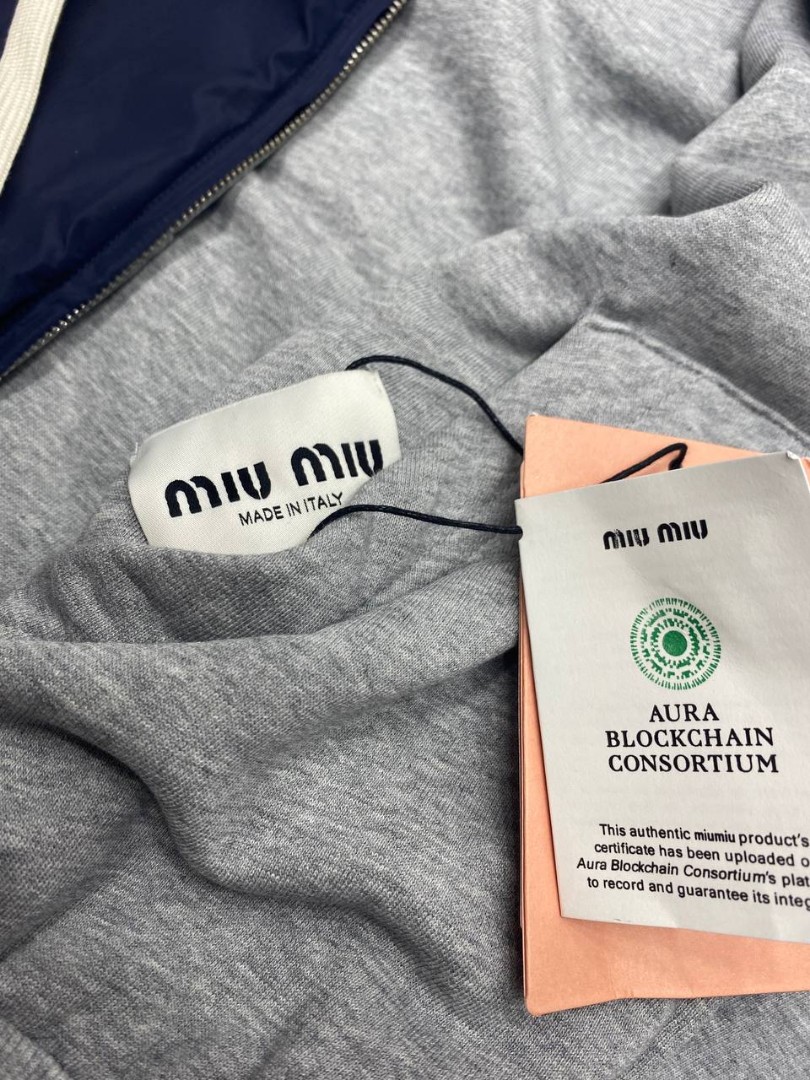 miu miu
MADE IN ITALY
miu miu
AURA
BLOCKCHAIN
CONSORTIUM
This authentic miumiu product's
certificate has been uploaded
Aura Blockchain Consortium's
to record and guarantee its